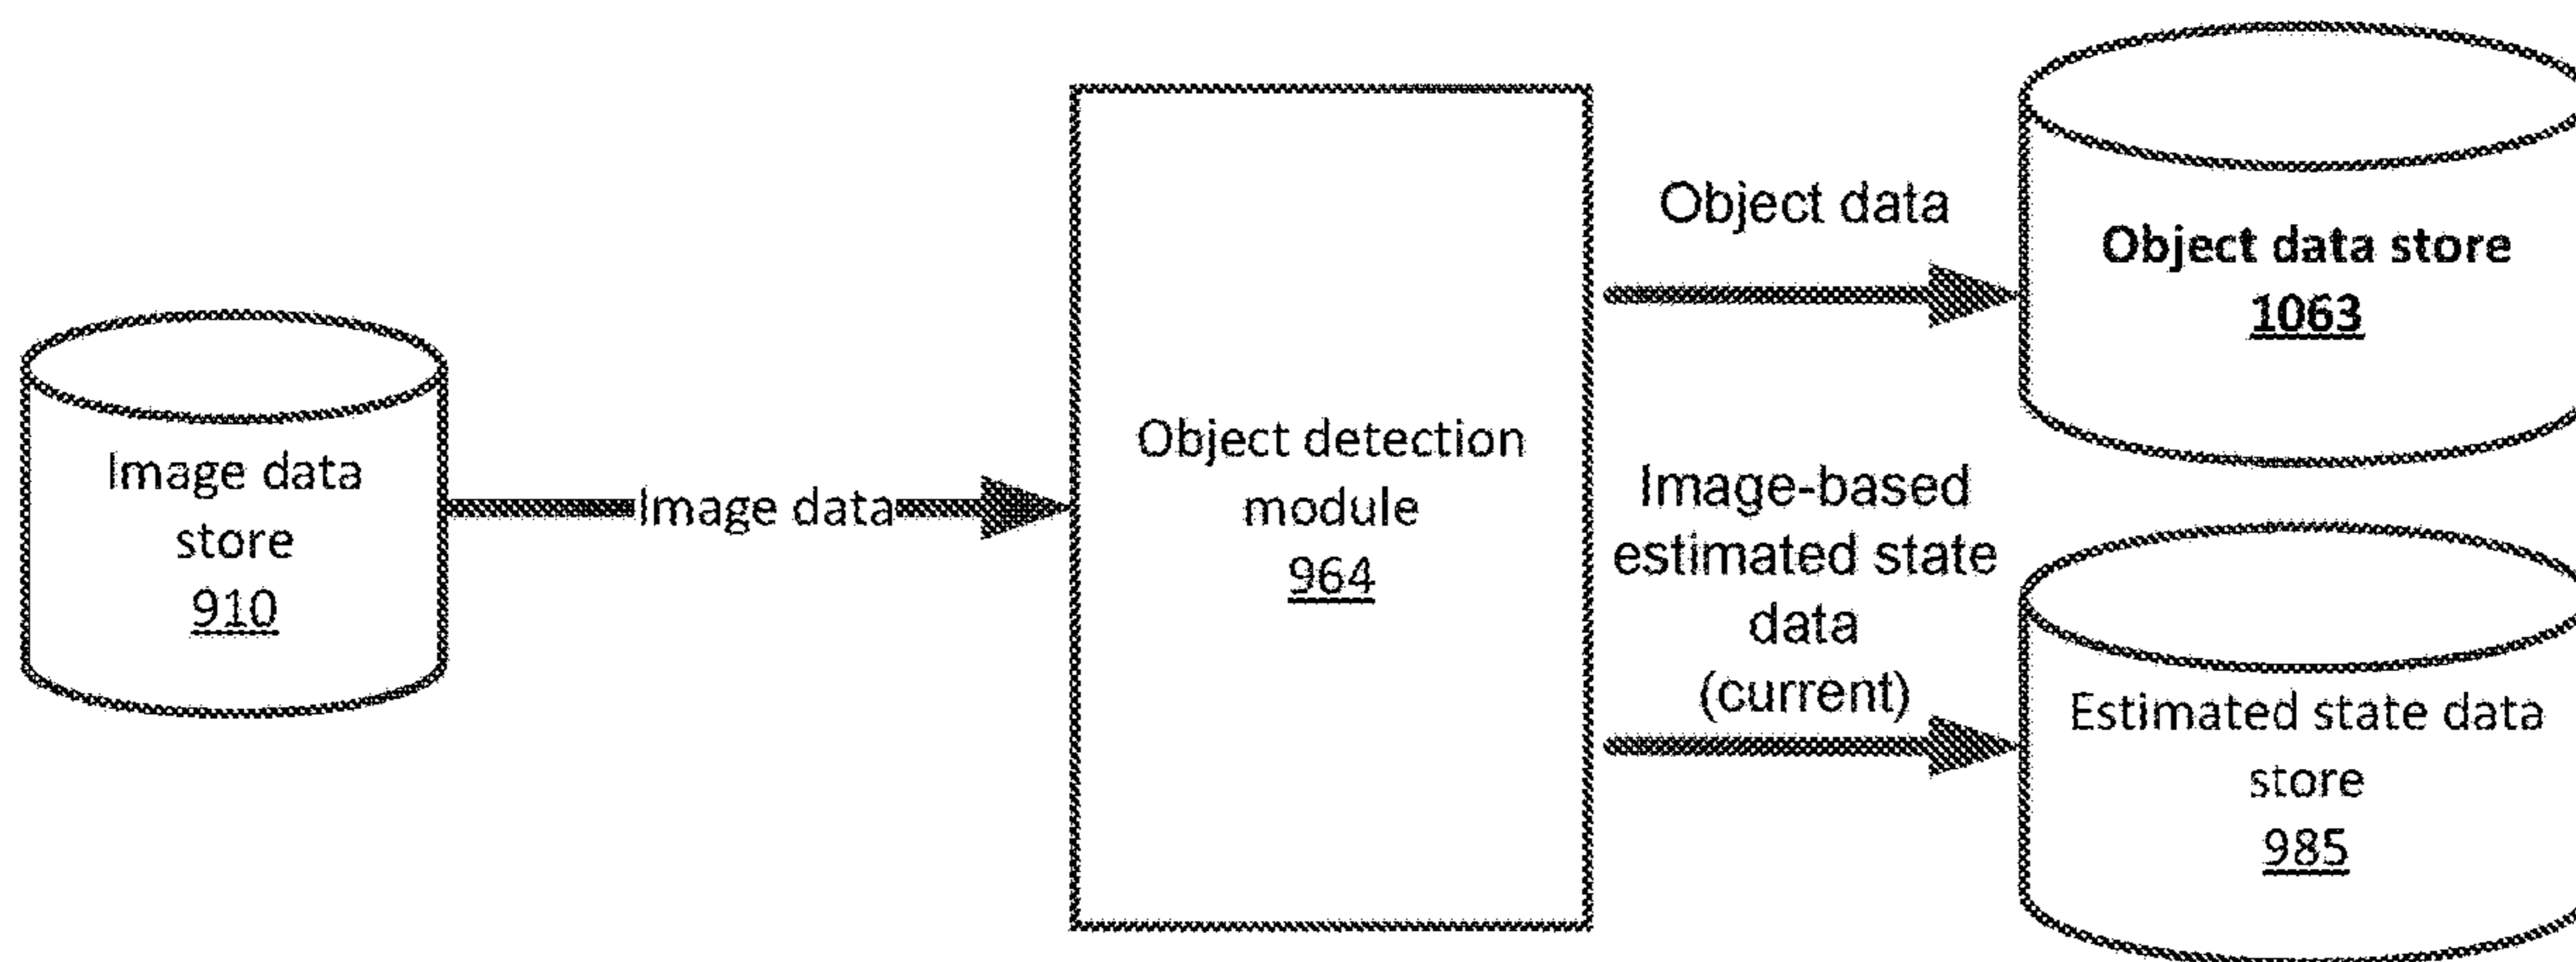 Image data
store
910
Image data
Object detection
module
964
Object data
Object data store
1063
Image-based
estimated state
data
(current)
Estimated state data
store
985